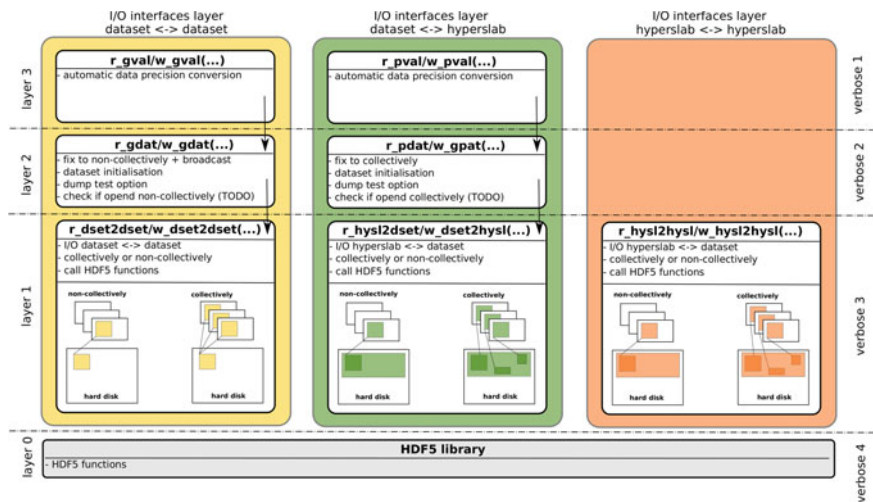 I/O interfaces layer
dataset <-> dataset
I/O interfaces layer
dataset <-> hyperslab
I/O interfaces layer
hyperslab <-> hyperslab
layer 3
r_gval/w_gval(...)
- automatic data precision conversion
r_pval/w_pval(...)
- automatic data precision conversion
verbose 1
layer 2
r_gdat/w_gdat(...)
- fix to non-collectively + broadcast
- dataset initialisation
- dump test option
- check if opend non-collectively (TODO)
r_pdat/w_gpat(...)
- fix to collectively
- dataset initialisation
- dump test option
- check if opend collectively (TODO)
verbose 2
layer 1
r_dset2dset/w_dset2dset(...)
- I/O dataset <-> dataset
- collectively or non-collectively
- call HDF5 functions
non-collectively
collectively
hard disk
hard disk
r_hysl2dset/w_dset2hysl(...)
- I/O hyperslab <-> dataset
- collectively or non-collectively
- call HDF5 functions
non-collectively
collectively
hard disk
hard disk
r_hysl2hysl/w_hysl2hysl(...)
- I/O hyperslab <-> dataset
- collectively or non-collectively
- call HDF5 functions
non-collectively
collectively
hard disk
hard disk
verbose 3
layer 0
HDF5 library
- HDF5 functions
verbose 4